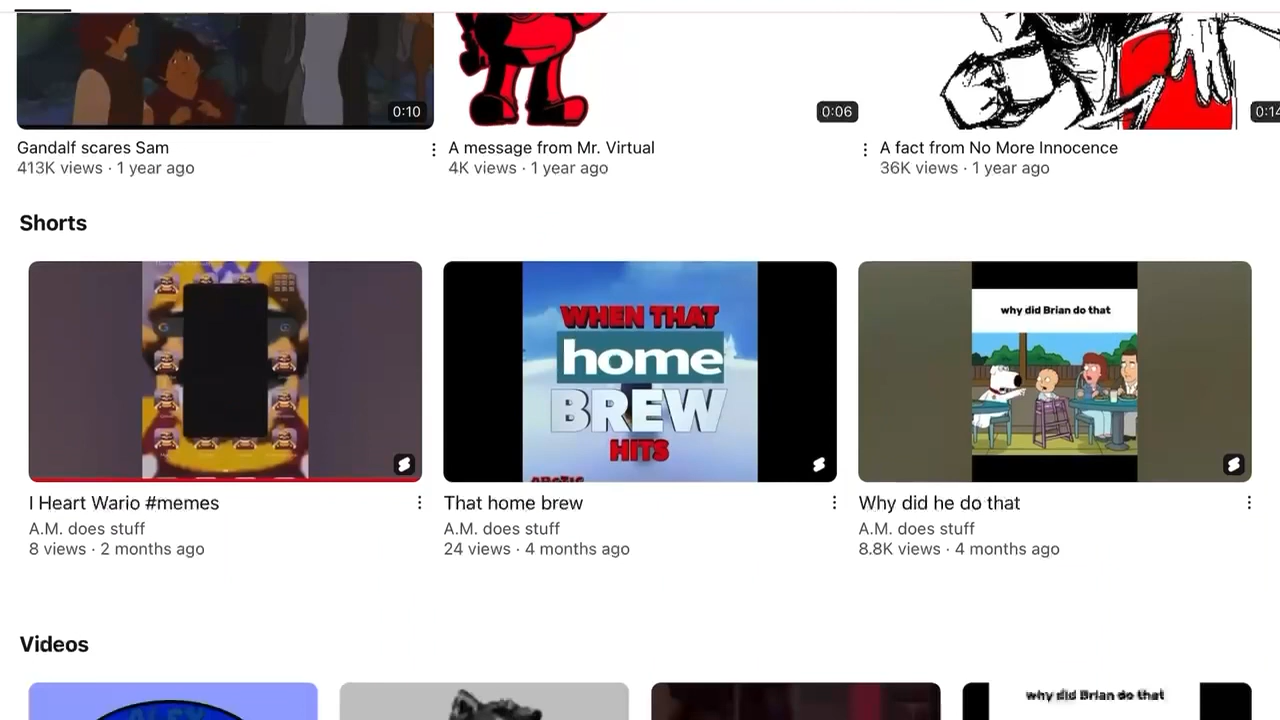 0:10
0:06
0:14
Gandalf scares Sam
413K views · 1 year ago
A message from Mr. Virtual
4K views · 1 year ago
A fact from No More Innocence
36K views · 1 year ago
Shorts
WHEN THAT
home
BREW
HITS
ARCTIC
why did Brian do that
I Heart Wario #memes
A.M. does stuff
8 views · 2 months ago
That home brew
A.M. does stuff
24 views · 4 months ago
Why did he do that
A.M. does stuff
8.8K views · 4 months ago
Videos
ALEX
why did Brian do that